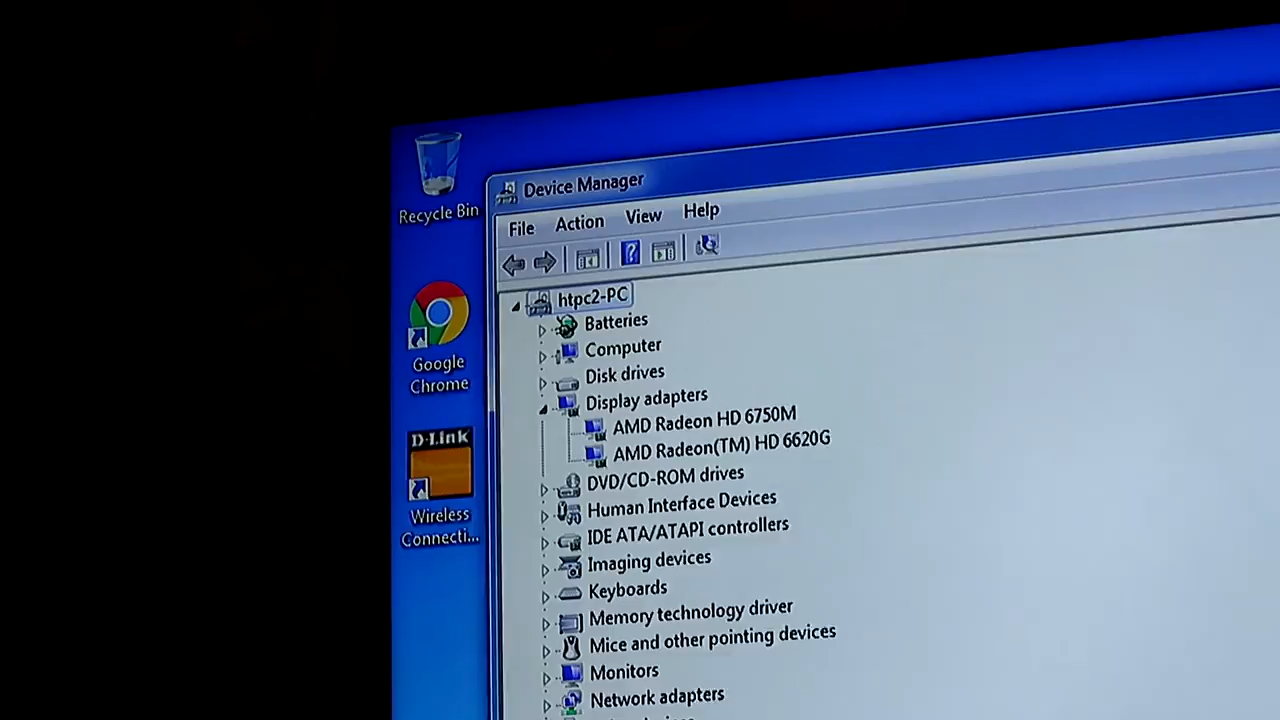 Recycle Bin
Google
Chrome
D-Link
Wireless
Connecti...
Device Manager
File Action View Help
htpc2-PC
Batteries
Computer
Disk drives
Display adapters
AMD Radeon HD 6750M
AMD Radeon(TM) HD 6620G
DVD/CD-ROM drives
Human Interface Devices
IDE ATA/ATAPI controllers
Imaging devices
Keyboards
Memory technology driver
Mice and other pointing devices
Monitors
Network adapters